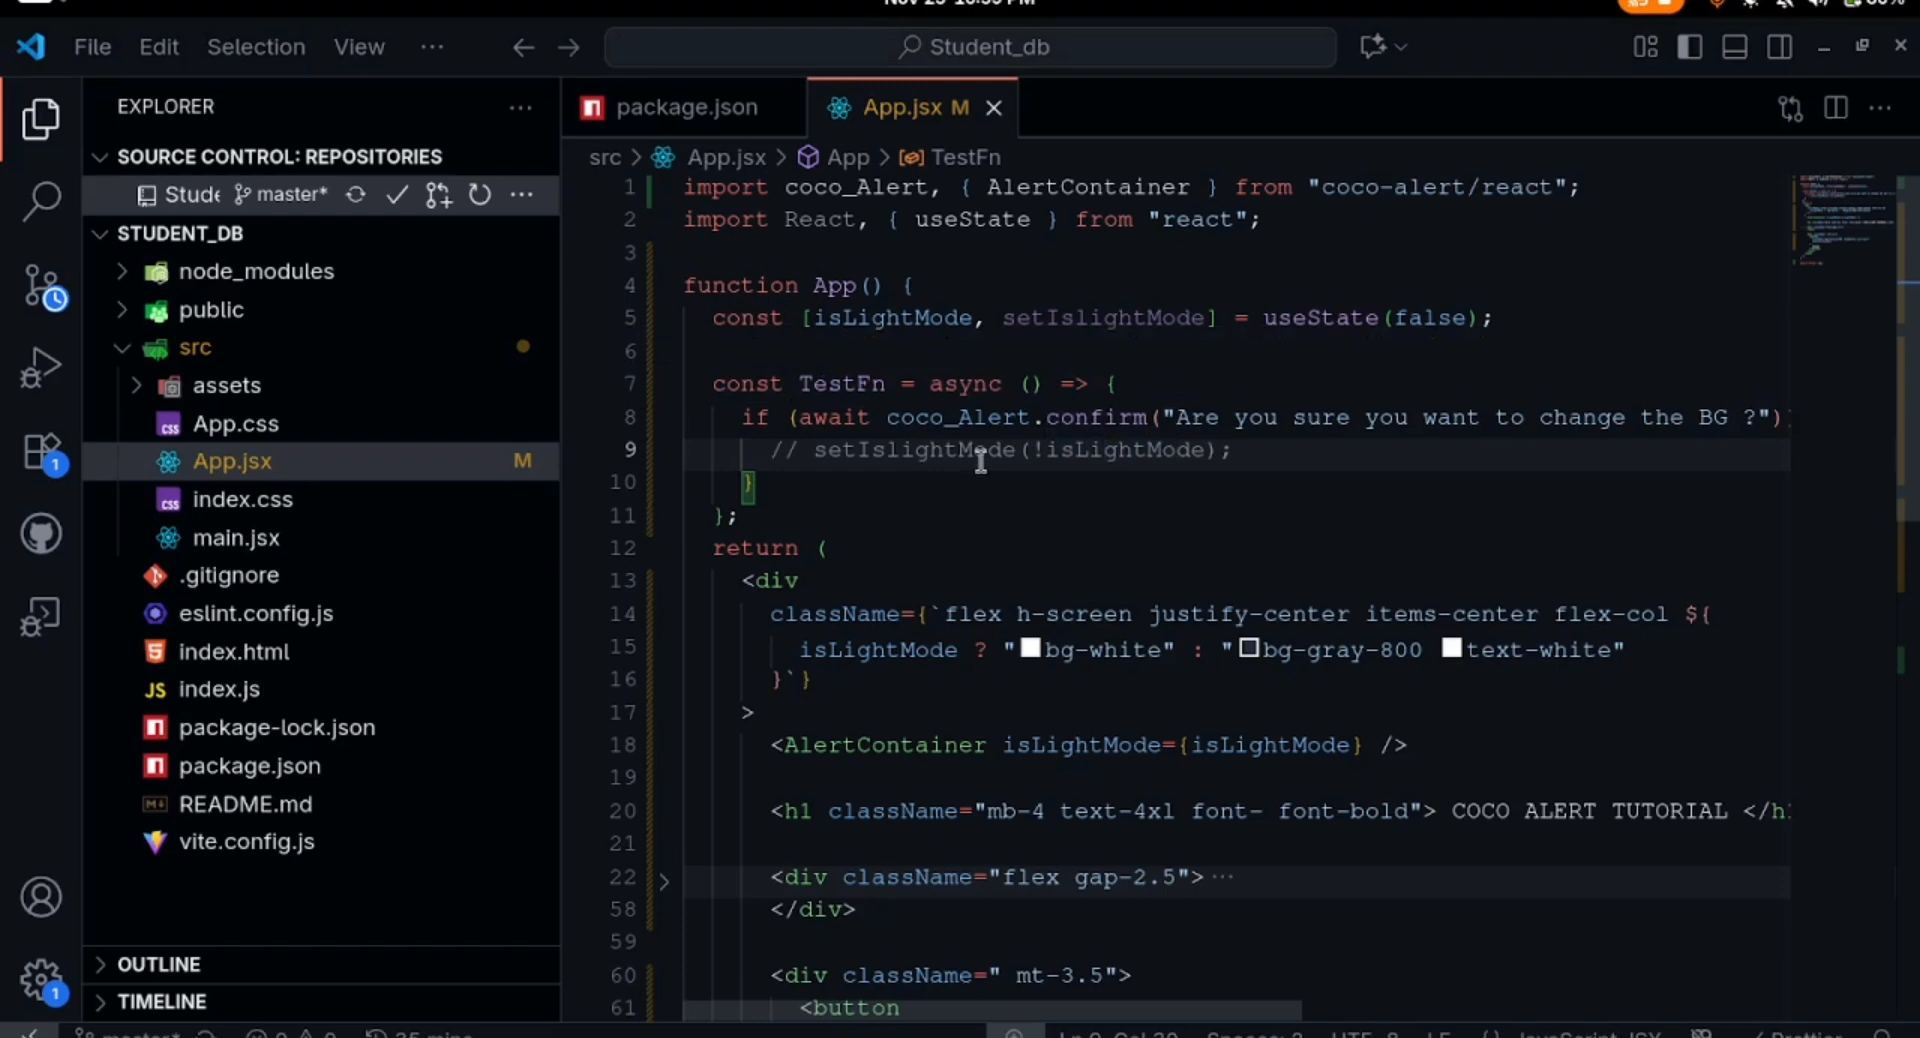 File Edit Selection View ··· Student_db
EXPLORER ···
SOURCE CONTROL: REPOSITORIES
master* ···
STUDENT_DB
node_modules
public
src
assets
App.css
App.jsx M
index.css
main.jsx
.gitignore
eslint.config.js
index.html
JS index.js
package-lock.json
package.json
README.md
vite.config.js
OUTLINE
TIMELINE
1
1
package.json App.jsx M
src > App.jsx > App > TestFn
1 import coco_Alert, { AlertContainer } from "coco-alert/react";
2 import React, { useState } from "react";
3
4 function App() {
5 const [isLightMode, setIslightMode] = useState(false);
6
7 const TestFn = async () => {
8 if (await coco_Alert.confirm("Are you sure you want to change the BG ?")
9 // setIslightMode(!isLightMode);
10 }
11 };
12 return (
13 <div
14 className={`flex h-screen justify-center items-center flex-col ${
15 isLightMode ? "bg-white" : "bg-gray-800 text-white"
16 }`}
17 >
18 <AlertContainer isLightMode={isLightMode} />
19
20 <h1 className="mb-4 text-4xl font- font-bold"> COCO ALERT TUTORIAL </h
21
22 <div className="flex gap-2.5"> ···
58 </div>
59
60 <div className=" mt-3.5">
61 <button